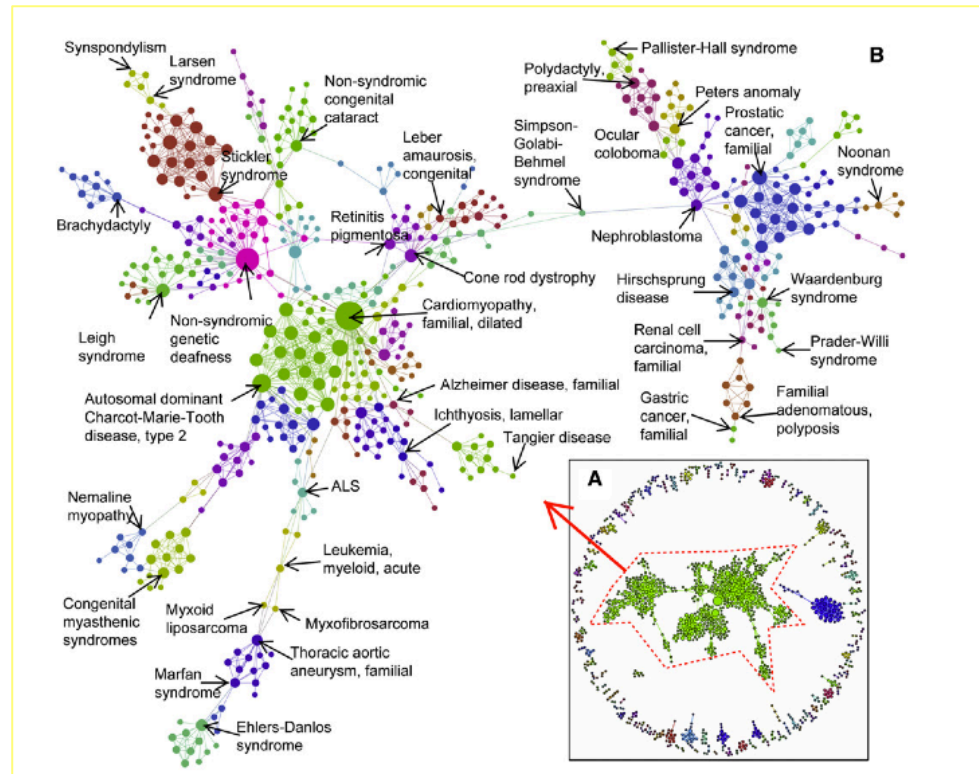 Synspondylism
Larsen
syndrome
Non-syndromic
congenital
cataract
Stickler
syndrome
Brachydactyly
Leber
amaurosis,
congenital
Retinitis
pigmentosa
Simpson-
Golabi-
Behmel
syndrome
Pallister-Hall syndrome
B
Polydactyly,
preaxial
Peters anomaly
Prostatic
cancer,
familial
Ocular
coloboma
Noonan
syndrome
Nephroblastoma
Cone rod dystrophy
Cardiomyopathy,
familial, dilated
Leigh
syndrome
Non-syndromic
genetic
deafness
Hirschsprung
disease
Waardenburg
syndrome
Renal cell
carcinoma,
familial
Prader-Willi
syndrome
Autosomal dominant
Charcot-Marie-Tooth
disease, type 2
Alzheimer disease, familial
Ichthyosis, lamellar
Tangier disease
Gastric
cancer,
familial
Familial
adenomatous,
polyposis
ALS
A
Nemaline
myopathy
Leukemia,
myeloid, acute
Congenital
myasthenic
syndromes
Myxoid
liposarcoma
Myxofibrosarcoma
Thoracic aortic
aneurysm, familial
Marfan
syndrome
Ehlers-Danlos
syndrome